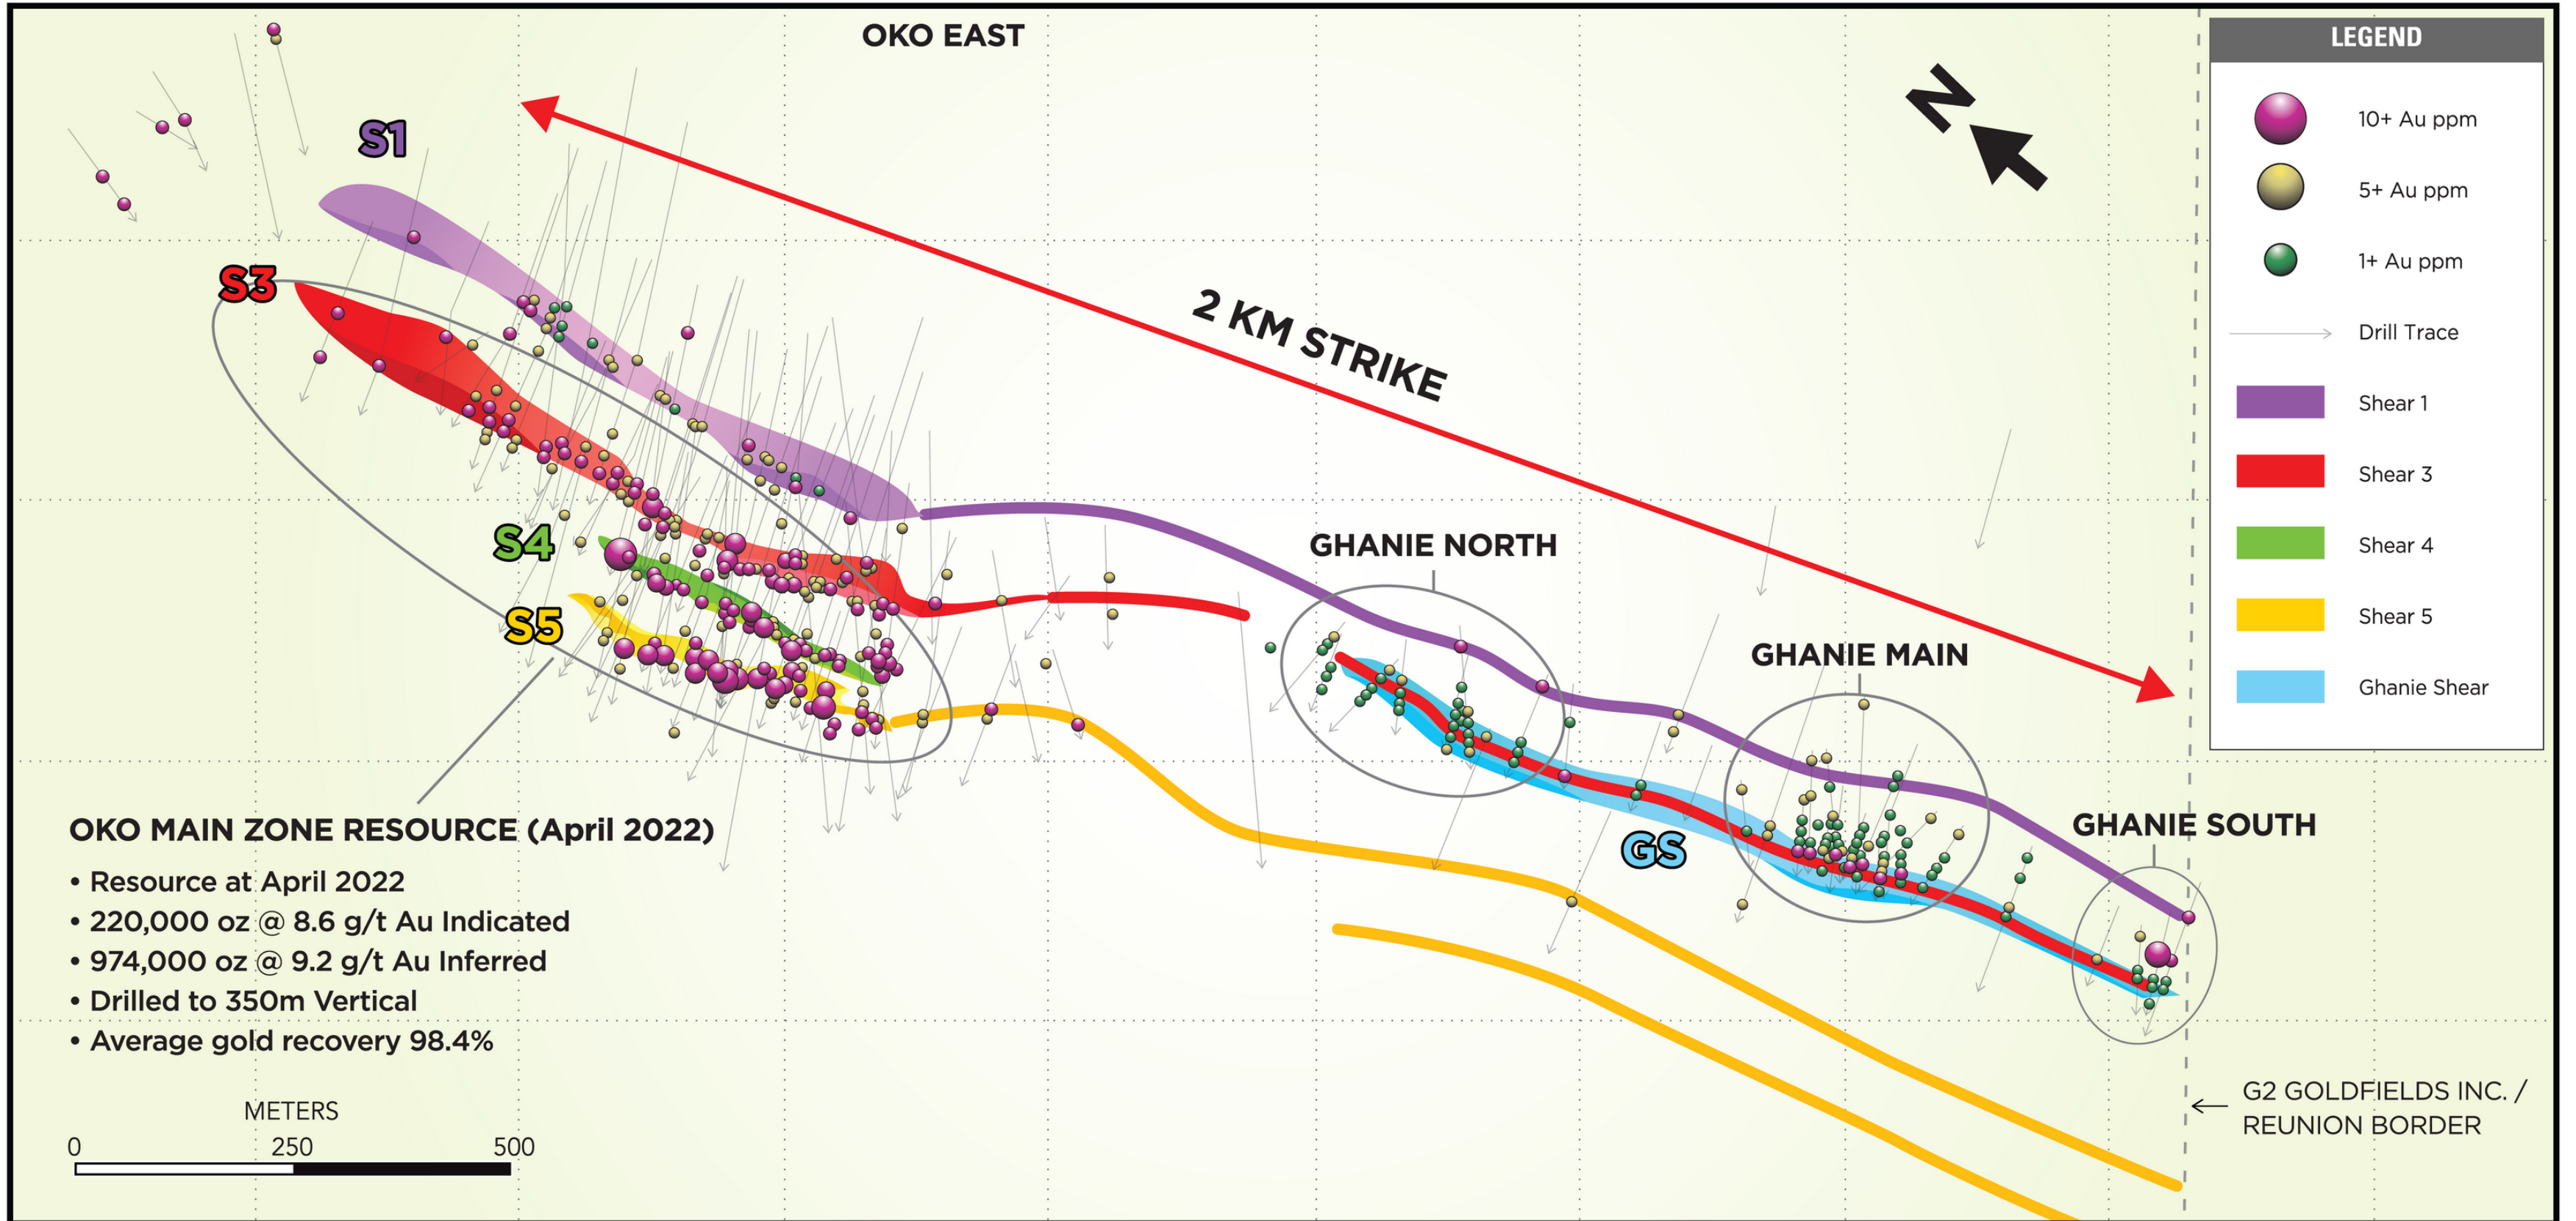 OKO EAST
N
2 KM STRIKE
S1
S3
S4
S5
GHANIE NORTH
GHANIE MAIN
GHANIE SOUTH
GS
OKO MAIN ZONE RESOURCE (April 2022)
• Resource at April 2022
• 220,000 oz @ 8.6 g/t Au Indicated
• 974,000 oz @ 9.2 g/t Au Inferred
• Drilled to 350m Vertical
• Average gold recovery 98.4%
METERS
0 250 500
LEGEND
10+ Au ppm
5+ Au ppm
1+ Au ppm
Drill Trace
Shear 1
Shear 3
Shear 4
Shear 5
Ghanie Shear
G2 GOLDFIELDS INC. /
REUNION BORDER